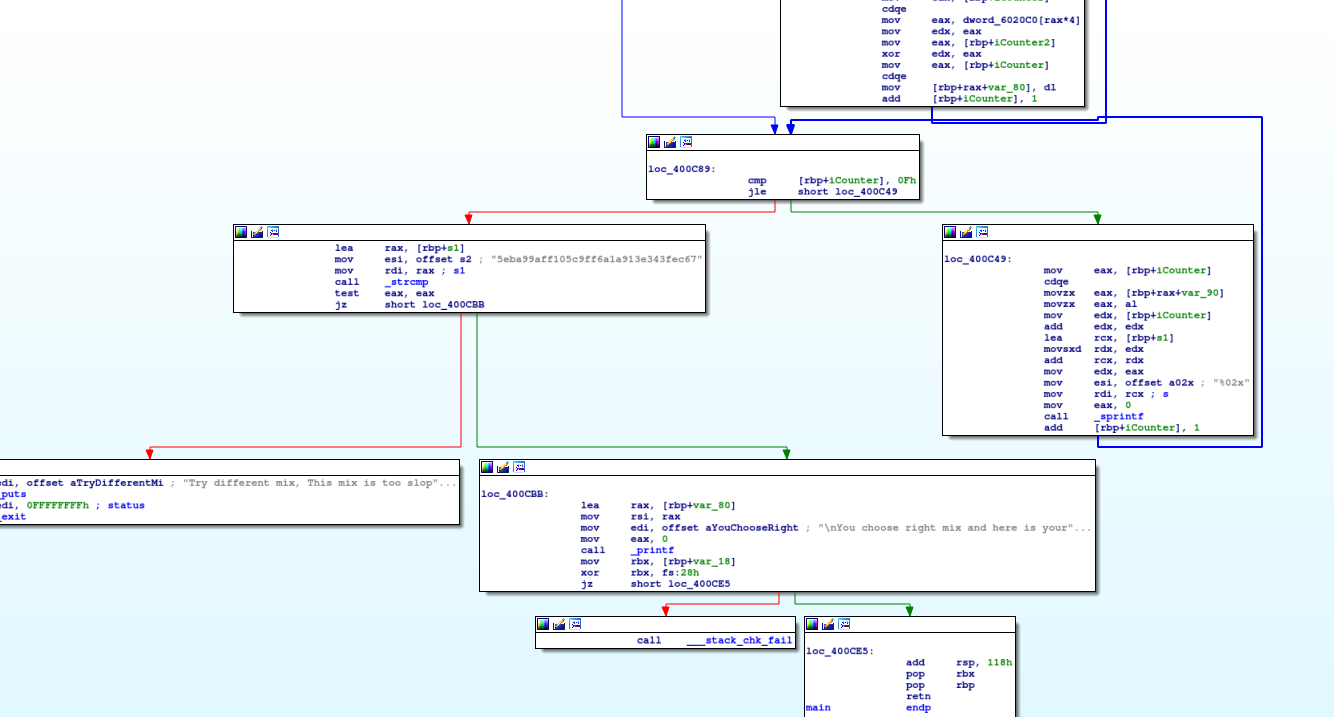 cdqe
mov eax, dword_6020C0[rax*4]
mov edx, eax
mov eax, [rbp+iCounter2]
xor edx, eax
mov eax, [rbp+iCounter]
cdqe
mov [rbp+rax+var_80], dl
add [rbp+iCounter], 1
loc_400C89:
cmp [rbp+iCounter], 0Fh
jle short loc_400C49
lea rax, [rbp+s1]
mov esi, offset s2 ; "5eba99aff105c9ff6a1a913e343fec67"
mov rdi, rax ; s1
call _strcmp
test eax, eax
jz short loc_400CBB
loc_400C49:
mov eax, [rbp+iCounter]
cdqe
movzx eax, [rbp+rax+var_90]
movzx eax, al
mov edx, [rbp+iCounter]
add edx, edx
lea rcx, [rbp+s1]
movsxd rdx, edx
add rcx, rdx
mov edx, eax
mov esi, offset a02x ; "%02x"
mov rdi, rcx ; s
mov eax, 0
call _sprintf
add [rbp+iCounter], 1
edi, offset aTryDifferentMi ; "Try different mix, This mix is too slop"...
_puts
edi, 0FFFFFFFFh ; status
_exit
loc_400CBB:
lea rax, [rbp+var_80]
mov rsi, rax
mov edi, offset aYouChooseRight ; "\nYou choose right mix and here is your"...
mov eax, 0
call _printf
mov rbx, [rbp+var_18]
xor rbx, fs:28h
jz short loc_400CE5
call ___stack_chk_fail
loc_400CE5:
add rsp, 118h
pop rbx
pop rbp
retn
main endp